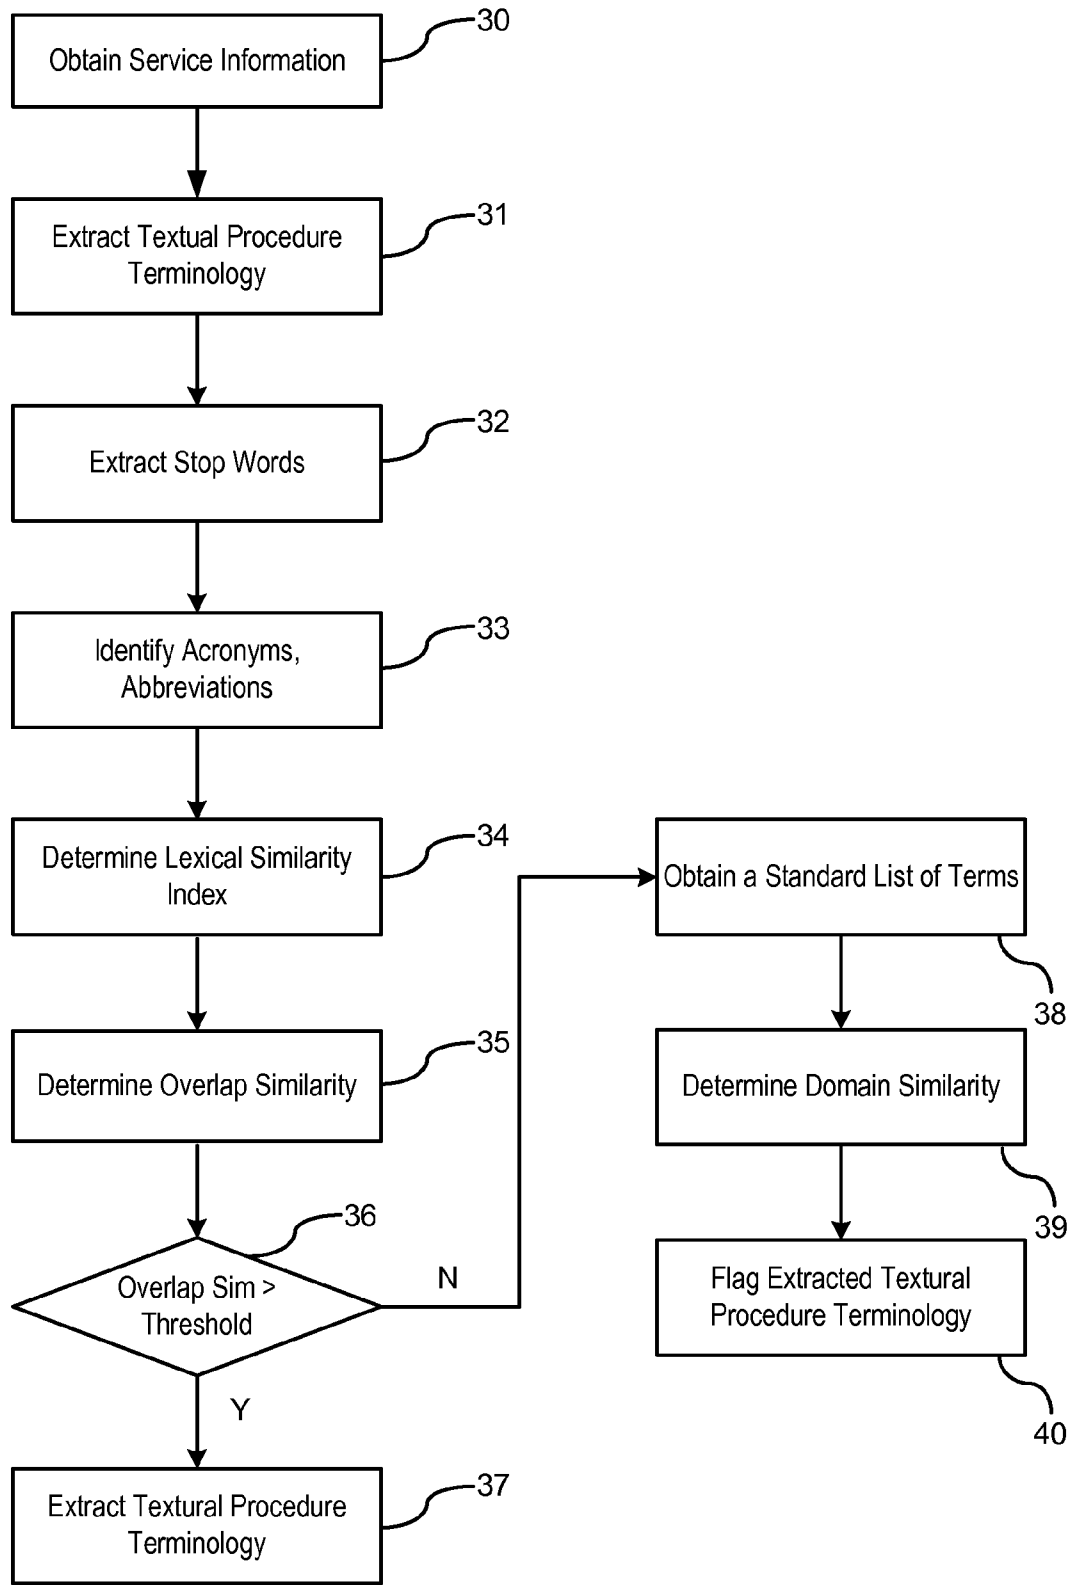 Obtain Service Information
30
Extract Textual Procedure
Terminology
31
Extract Stop Words
32
Identify Acronyms,
Abbreviations
33
Determine Lexical Similarity
Index
34
Determine Overlap Similarity
35
Overlap Sim >
Threshold
36
N
Y
Extract Textural Procedure
Terminology
37
Obtain a Standard List of Terms
38
Determine Domain Similarity
39
Flag Extracted Textural
Procedure Terminology
40